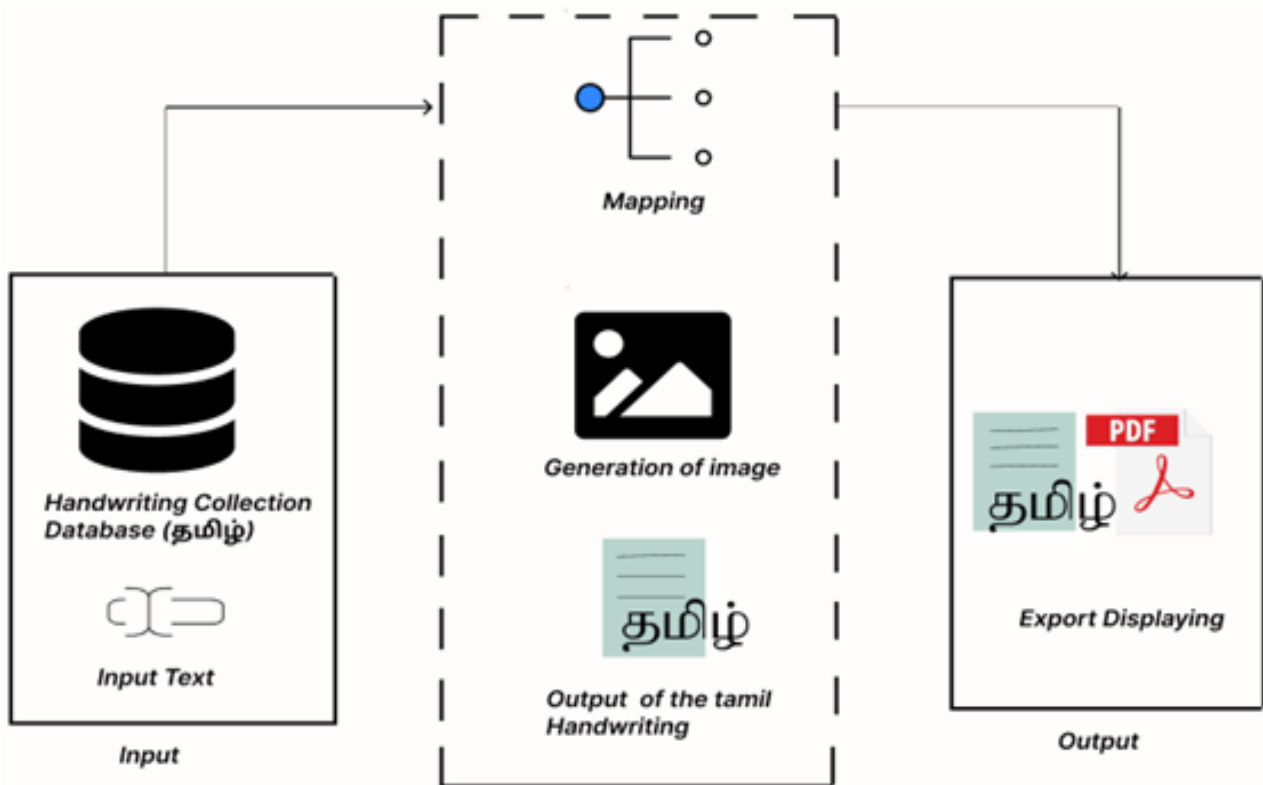 Mapping
Generation of image
Handwriting Collection
Database (தமிழ்)
Input Text
Input
தமிழ்
Output of the tamil
Handwriting
PDF
தமிழ்
Export Displaying
Output